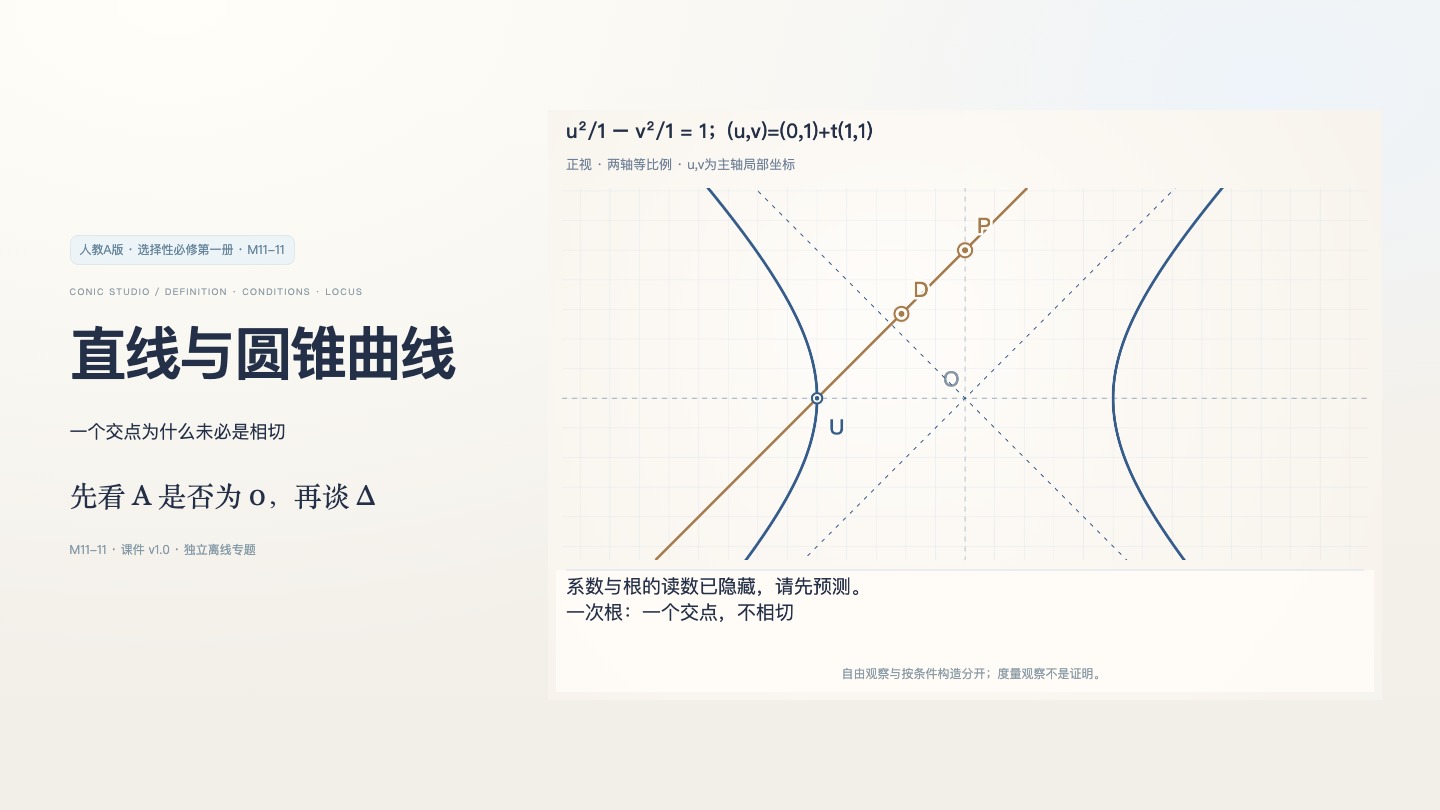 人教A版 · 选择性必修第一册 · M11–11
CONIC STUDIO / DEFINITION · CONDITIONS · LOCUS
直线与圆锥曲线
一个交点为什么未必是相切
先看 A 是否为 0，再谈 Δ
M11–11 · 课件 v1.0 · 独立离线专题
u²/1 − v²/1 = 1；(u,v)=(0,1)+t(1,1)
正视 · 两轴等比例 · u,v为主轴局部坐标
P
D
O
U
系数与根的读数已隐藏，请先预测。
一次根：一个交点，不相切
自由观察与按条件构造分开；度量观察不是证明。